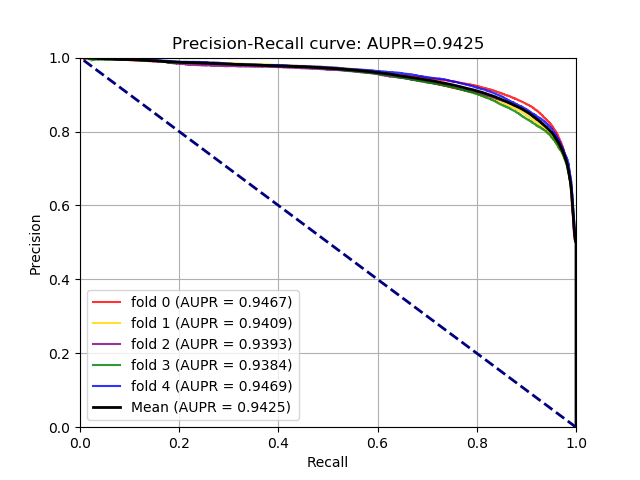 Precision-Recall curve: AUPR=0.9425
1.0
0.8
0.6
0.4
0.2
0.0
Precision
fold 0 (AUPR = 0.9467)
fold 1 (AUPR = 0.9409)
fold 2 (AUPR = 0.9393)
fold 3 (AUPR = 0.9384)
fold 4 (AUPR = 0.9469)
Mean (AUPR = 0.9425)
0.0 0.2 0.4 0.6 0.8 1.0
Recall